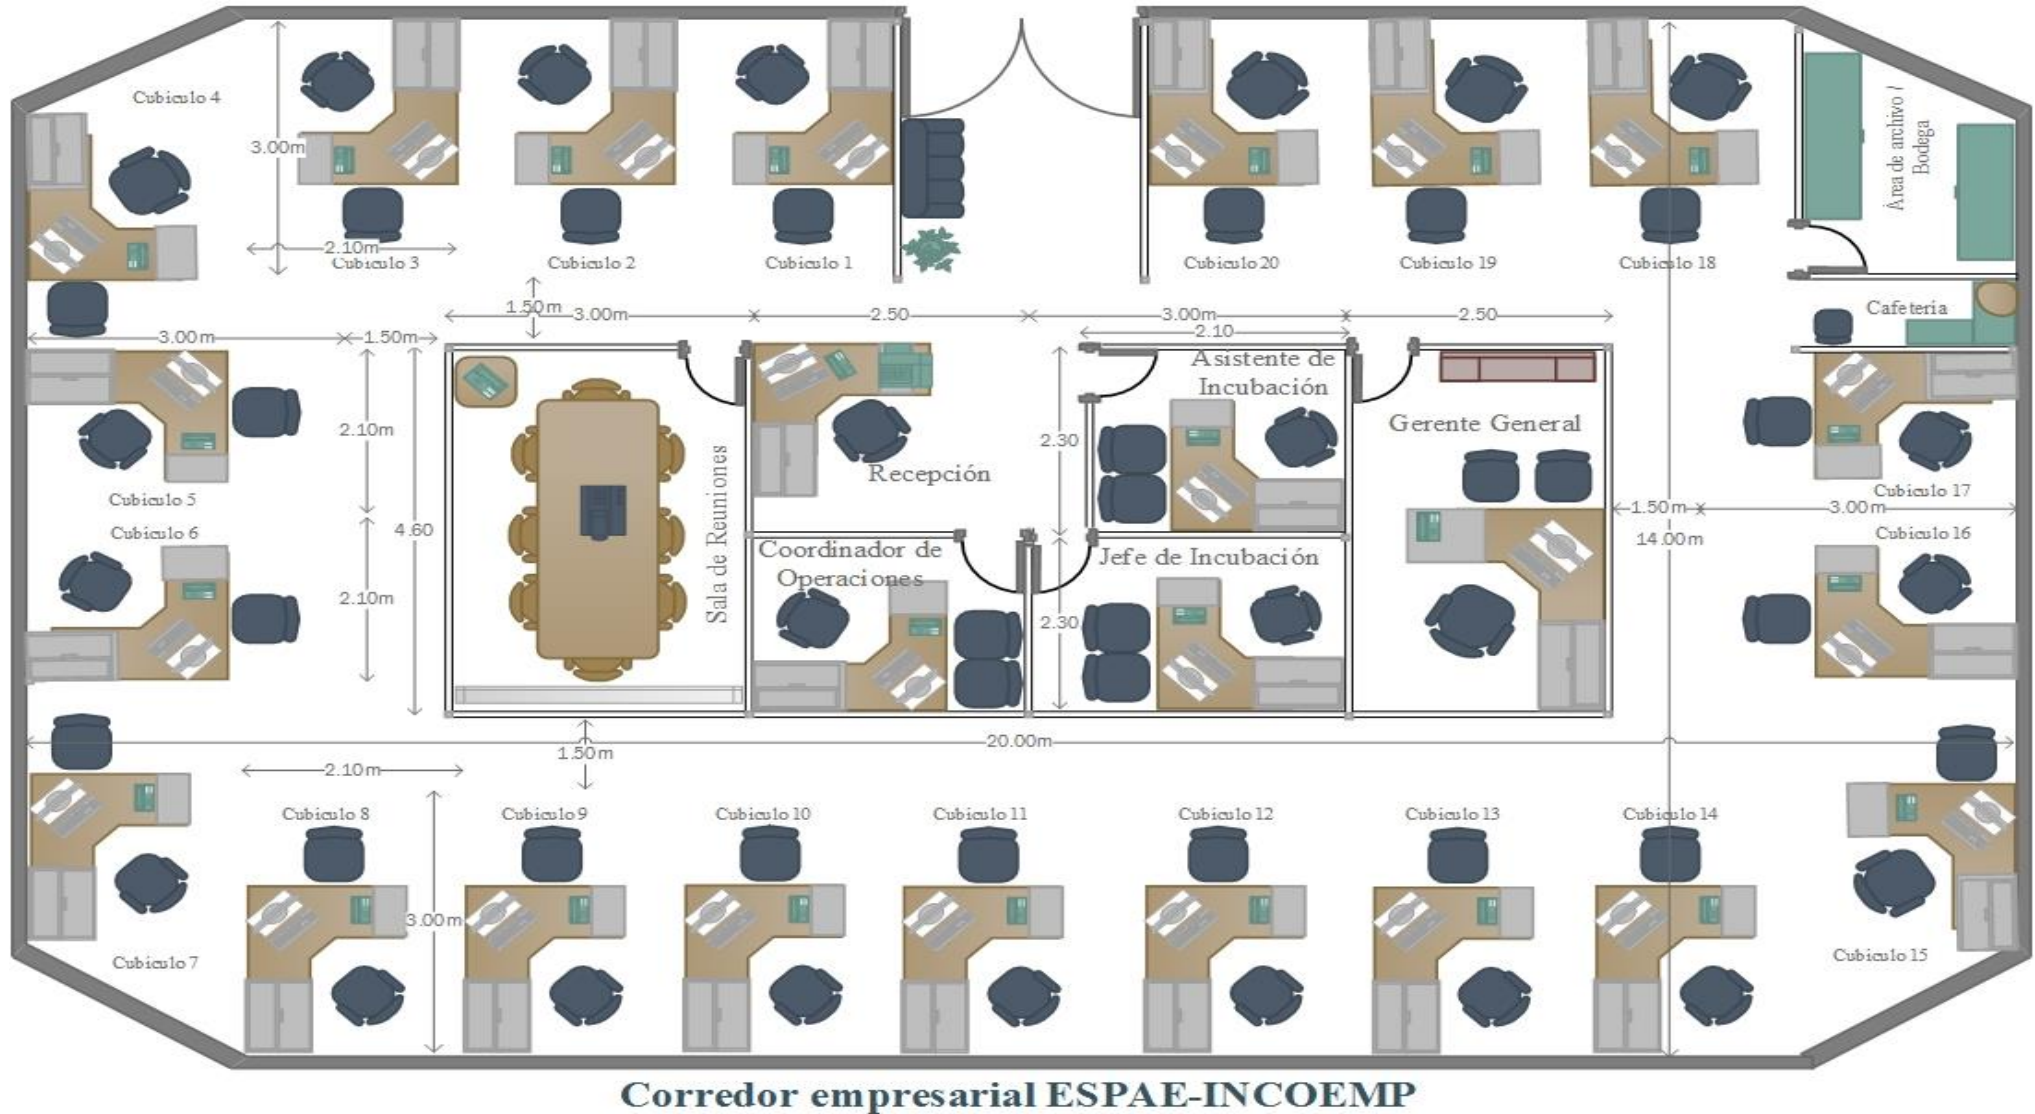 Cubiculo 4
3.00m
2.10m
Cubiculo 3
Cubiculo 2
Cubiculo 1
Cubiculo 20
Cubiculo 19
Cubiculo 18
Área de archivo /
Bodega
Cafeteria
1.50m
3.00m
2.50
3.00m
2.50
2.10
3.00m
1.50m
2.10m
4.60
Cubiculo 5
Cubiculo 6
2.10m
Sala de Reuniones
Recepción
2.30
Asistente de
Incubación
Gerente General
Coordinador de
Operaciones
Jefe de Incubación
2.30
1.50m
3.00m
14.00m
Cubiculo 17
Cubiculo 16
20.00m
1.50m
2.10m
3.00m
Cubiculo 7
Cubiculo 8
Cubiculo 9
Cubiculo 10
Cubiculo 11
Cubiculo 12
Cubiculo 13
Cubiculo 14
Cubiculo 15
Corredor empresarial ESPAE-INCOEMP